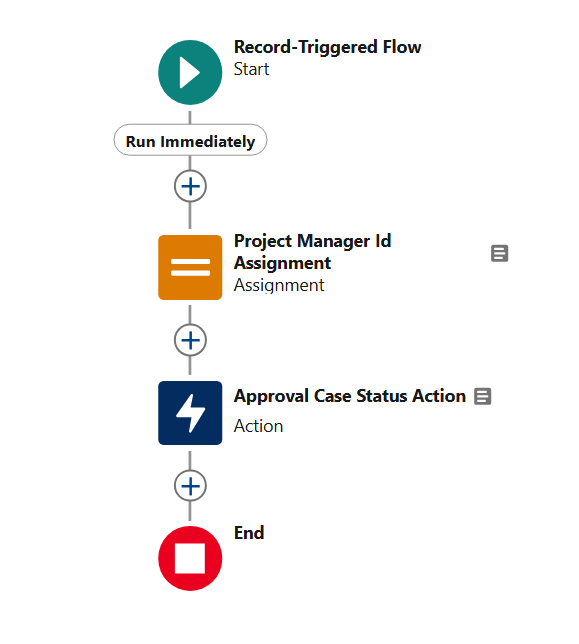 Record-Triggered Flow
Start
Run Immediately
Project Manager Id
Assignment
Assignment
Approval Case Status Action
Action
End